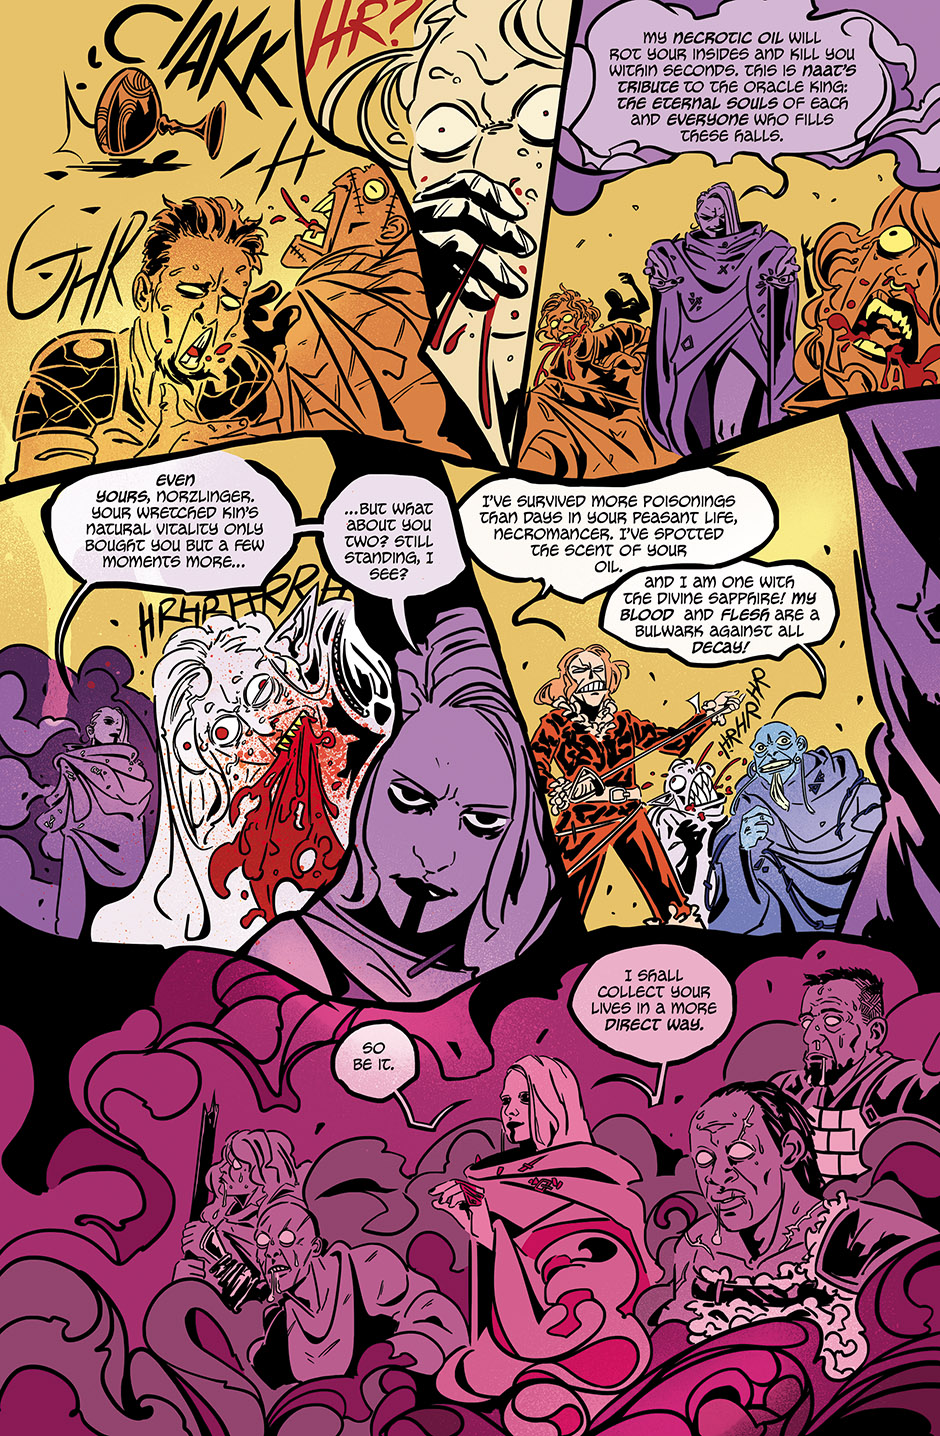 CLAKK
HR?
MY NECROTIC OIL WILL
ROT YOUR INSIDES AND KILL YOU
WITHIN SECONDS. THIS IS NAAT'S
TRIBUTE TO THE ORACLE KING:
THE ETERNAL SOULS OF EACH
AND EVERYONE WHO FILLS
THESE HALLS.
GHR
H
EVEN
YOURS, NORZLINGER.
YOUR WRETCHED KIN'S
NATURAL VITALITY ONLY
BOUGHT YOU BUT A FEW
MOMENTS MORE...
...BUT WHAT
ABOUT YOU
TWO? STILL
STANDING, I
SEE?
HRHRHRRRH
I'VE SURVIVED MORE POISONINGS
THAN DAYS IN YOUR PEASANT LIFE,
NECROMANCER. I'VE SPOTTED
THE SCENT OF YOUR
OIL.
AND I AM ONE WITH
THE DIVINE SAPPHIRE! MY
BLOOD AND FLESH ARE A
BULWARK AGAINST ALL
DECAY!
HRHRHRHR
SO
BE IT.
I SHALL
COLLECT YOUR
LIVES IN A MORE
DIRECT WAY.